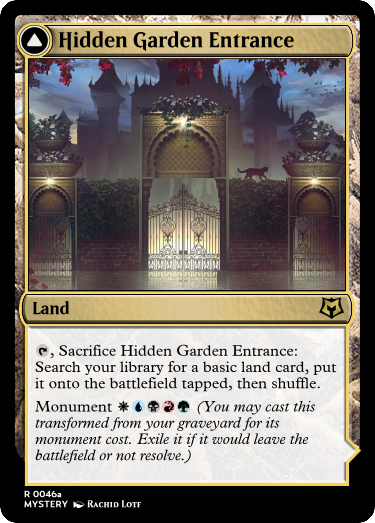 Hidden Garden Entrance
Land
, Sacrifice Hidden Garden Entrance:
Search your library for a basic land card, put
it onto the battlefield tapped, then shuffle.
Monument (You may cast this
transformed from your graveyard for its
monument cost. Exile it if it would leave the
battlefield or not resolve.)
R 0046a
MYSTERY Rachid Lotf